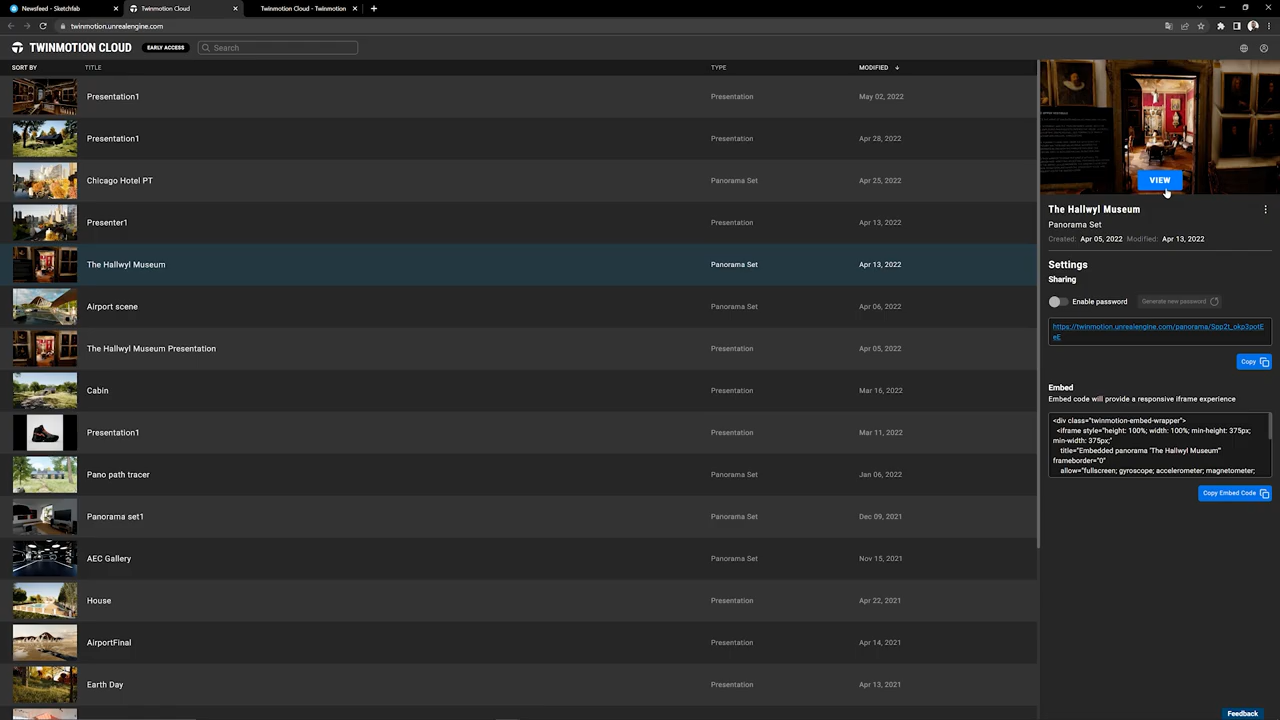 Newsfeed - Sketchfab
Twinmotion Cloud
Twinmotion Cloud - Twinmotion
twinmotion.unrealengine.com
TWINMOTION CLOUD
EARLY ACCESS
Search
SORT BY TITLE TYPE MODIFIED
Presentation1 Presentation May 02, 2022
Presentation1 Presentation Apr 28, 2022
Chicago Hotel PT Panorama Set Apr 25, 2022
Presenter1 Presentation Apr 13, 2022
The Hallwyl Museum Panorama Set Apr 13, 2022
Airport scene Panorama Set Apr 06, 2022
The Hallwyl Museum Presentation Presentation Apr 05, 2022
Cabin Presentation Mar 16, 2022
Presentation1 Presentation Mar 11, 2022
Pano path tracer Panorama Set Jan 06, 2022
Panorama set1 Panorama Set Dec 09, 2021
AEC Gallery Panorama Set Nov 15, 2021
House Presentation Apr 22, 2021
AirportFinal Presentation Apr 14, 2021
Earth Day Presentation Apr 13, 2021
VIEW
The Hallwyl Museum
Panorama Set
Created: Apr 05, 2022 Modified: Apr 13, 2022
Settings
Sharing
Enable password Generate new password
https://twinmotion.unrealengine.com/panorama/Spp2t_okp3potE
eE
Copy
Embed
Embed code will provide a responsive iframe experience
<div class="twinmotion-embed-wrapper">
<iframe style="height: 100%; width: 100%; min-height: 375px;
min-width: 375px;"
title="Embedded panorama 'The Hallwyl Museum'"
frameborder="0"
allow="fullscreen; gyroscope; accelerometer; magnetometer;
Copy Embed Code
Feedback